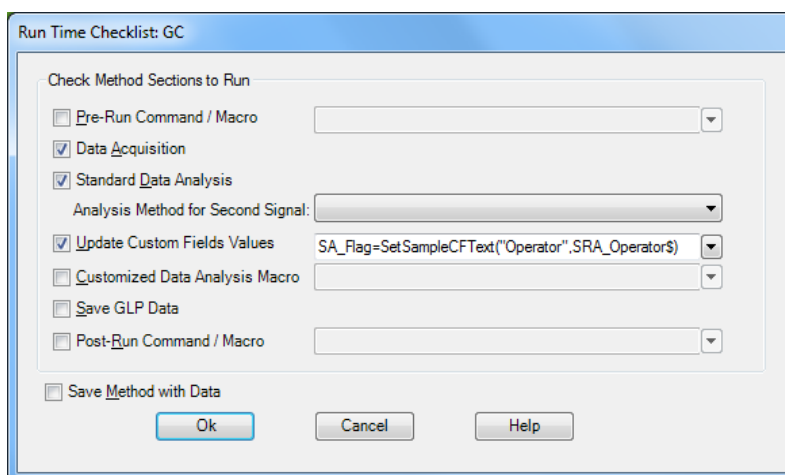 Run Time Checklist: GC
Check Method Sections to Run
Pre-Run Command / Macro
Data Acquisition
Standard Data Analysis
Analysis Method for Second Signal:
Update Custom Fields Values SA_Flag=SetSampleCFText("Operator",SRA_Operator$)
Customized Data Analysis Macro
Save GLP Data
Post-Run Command / Macro
Save Method with Data
Ok Cancel Help